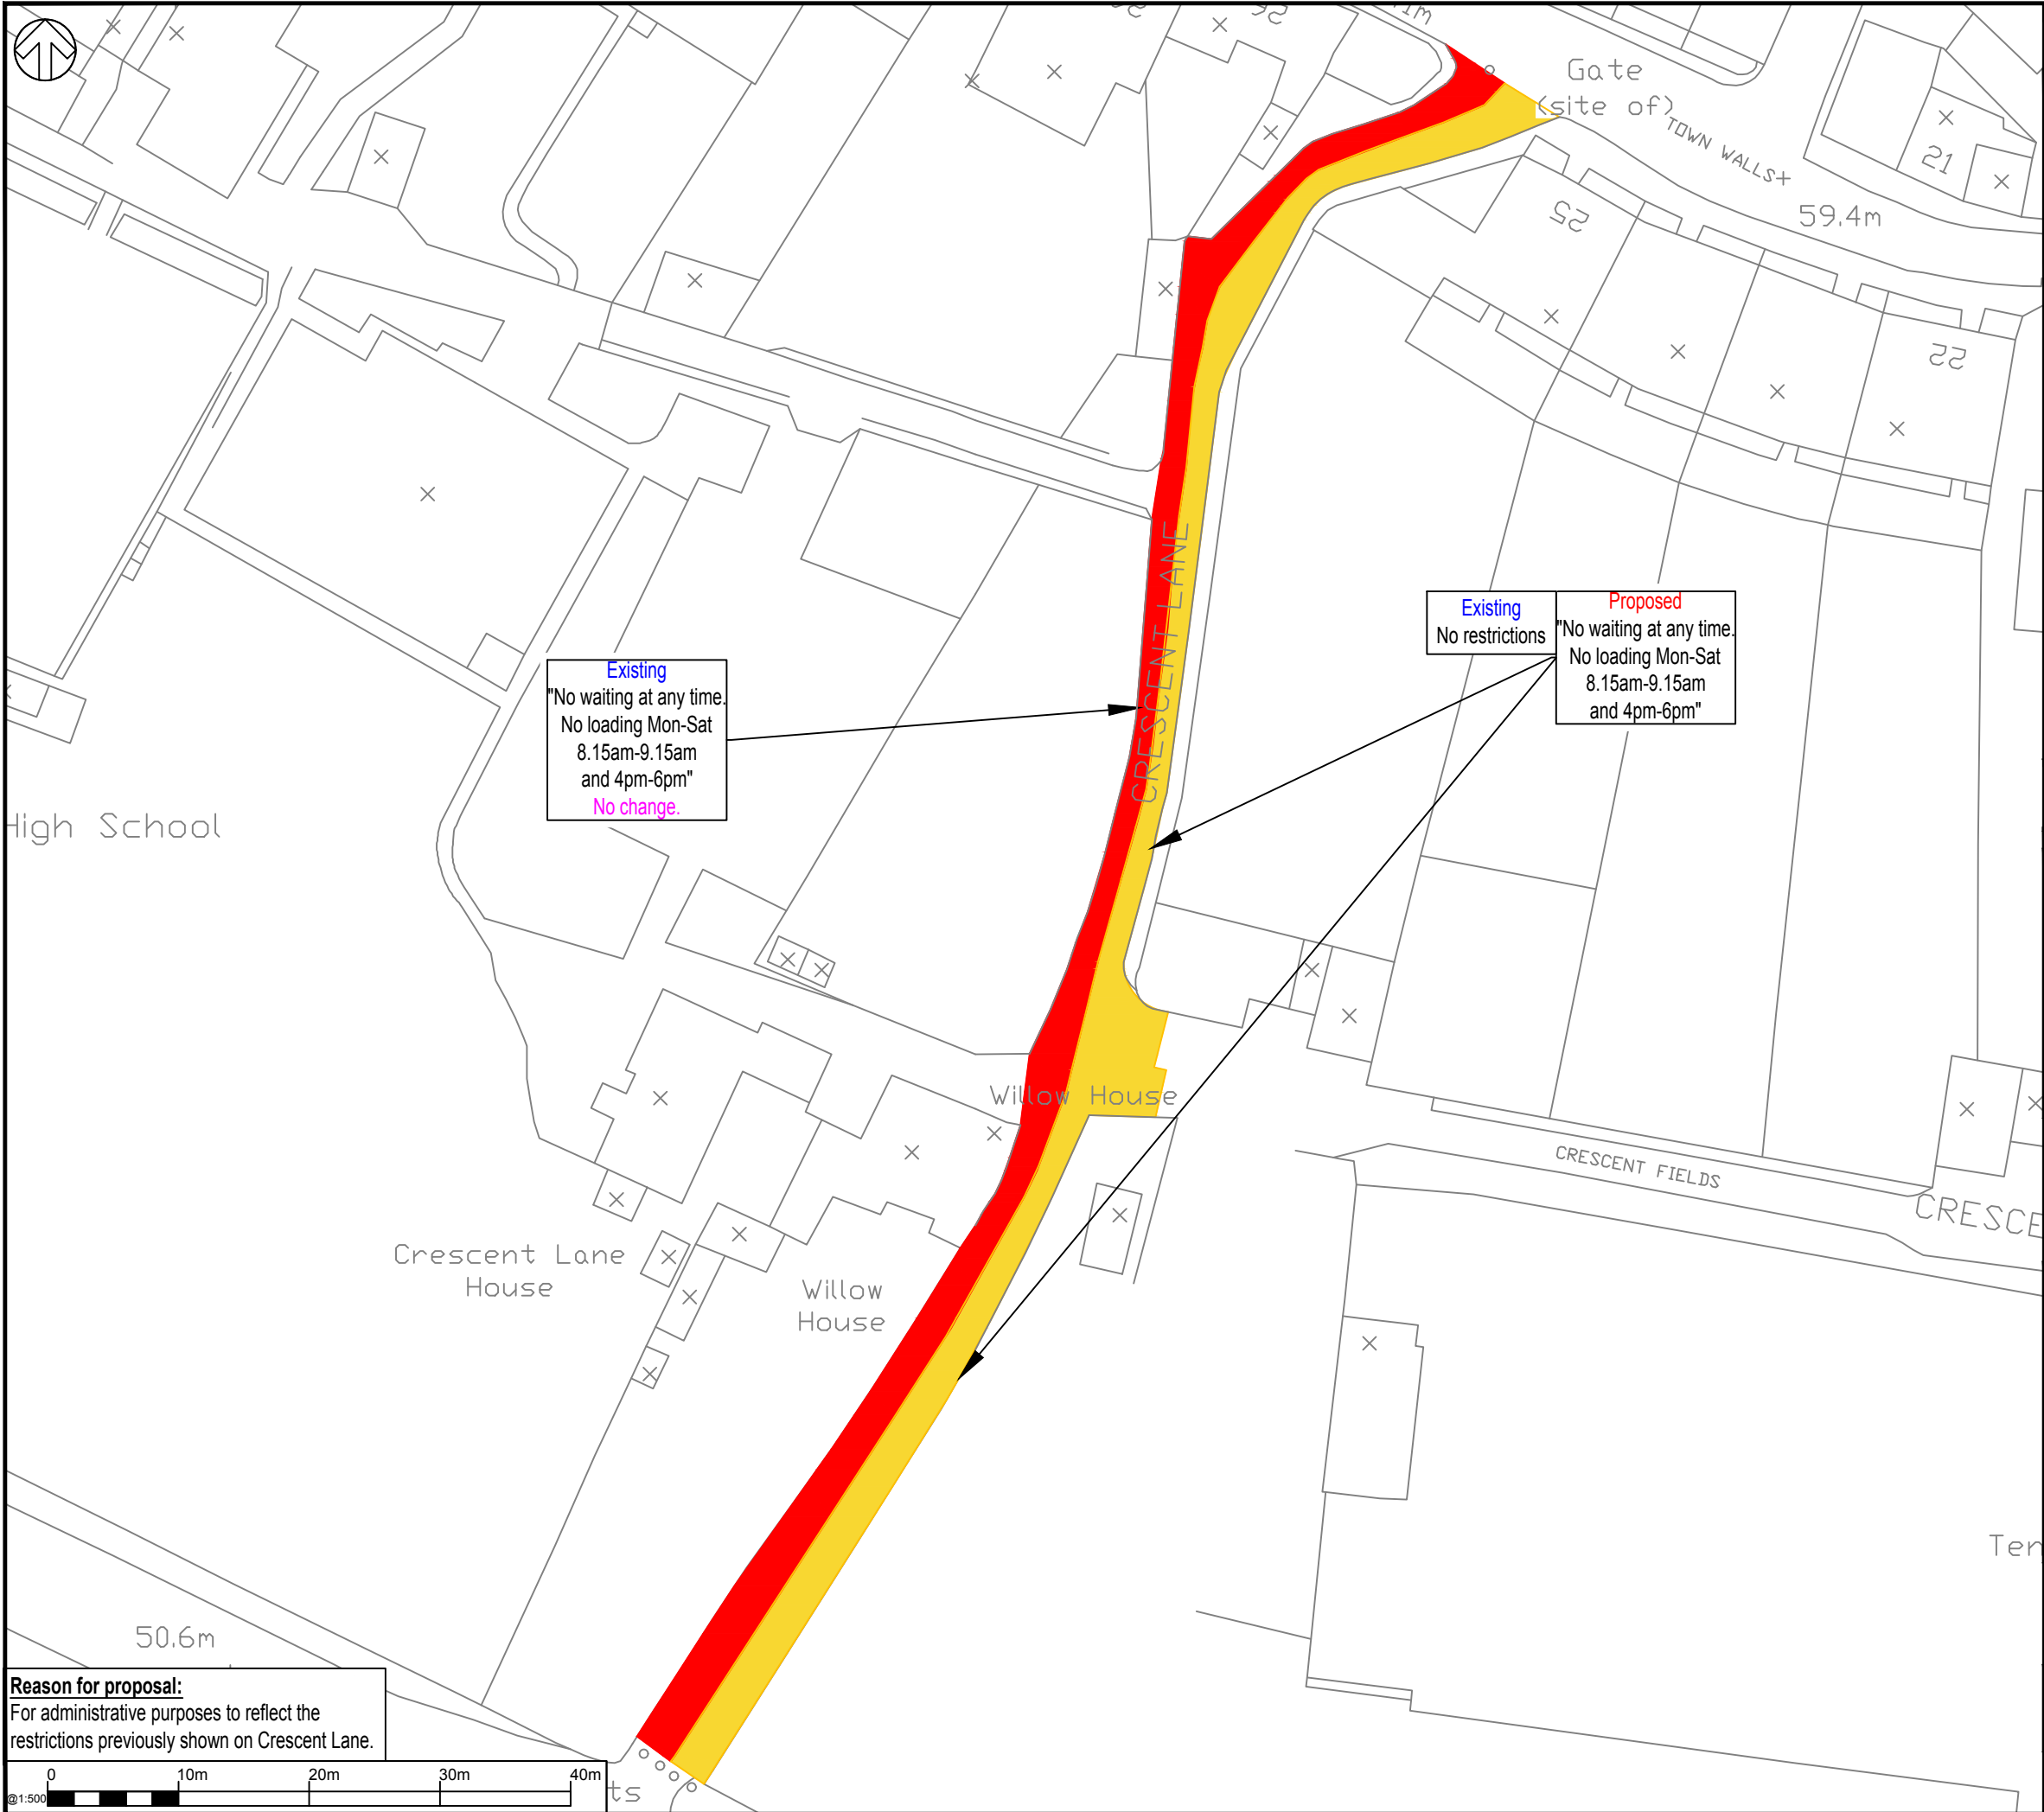 Gate
(site of)
TOWN WALLS
21
59.4m
25
22
CRESCENT LANE
Existing
No restrictions
Proposed
"No waiting at any time.
No loading Mon-Sat
8.15am-9.15am
and 4pm-6pm"
Existing
"No waiting at any time.
No loading Mon-Sat
8.15am-9.15am
and 4pm-6pm"
No change.
High School
Willow House
CRESCENT FIELDS
CRESCE
Crescent Lane
House
Willow
House
Ten
50.6m
Reason for proposal:
For administrative purposes to reflect the
restrictions previously shown on Crescent Lane.
0 10m 20m 30m 40m
@1:500
ts